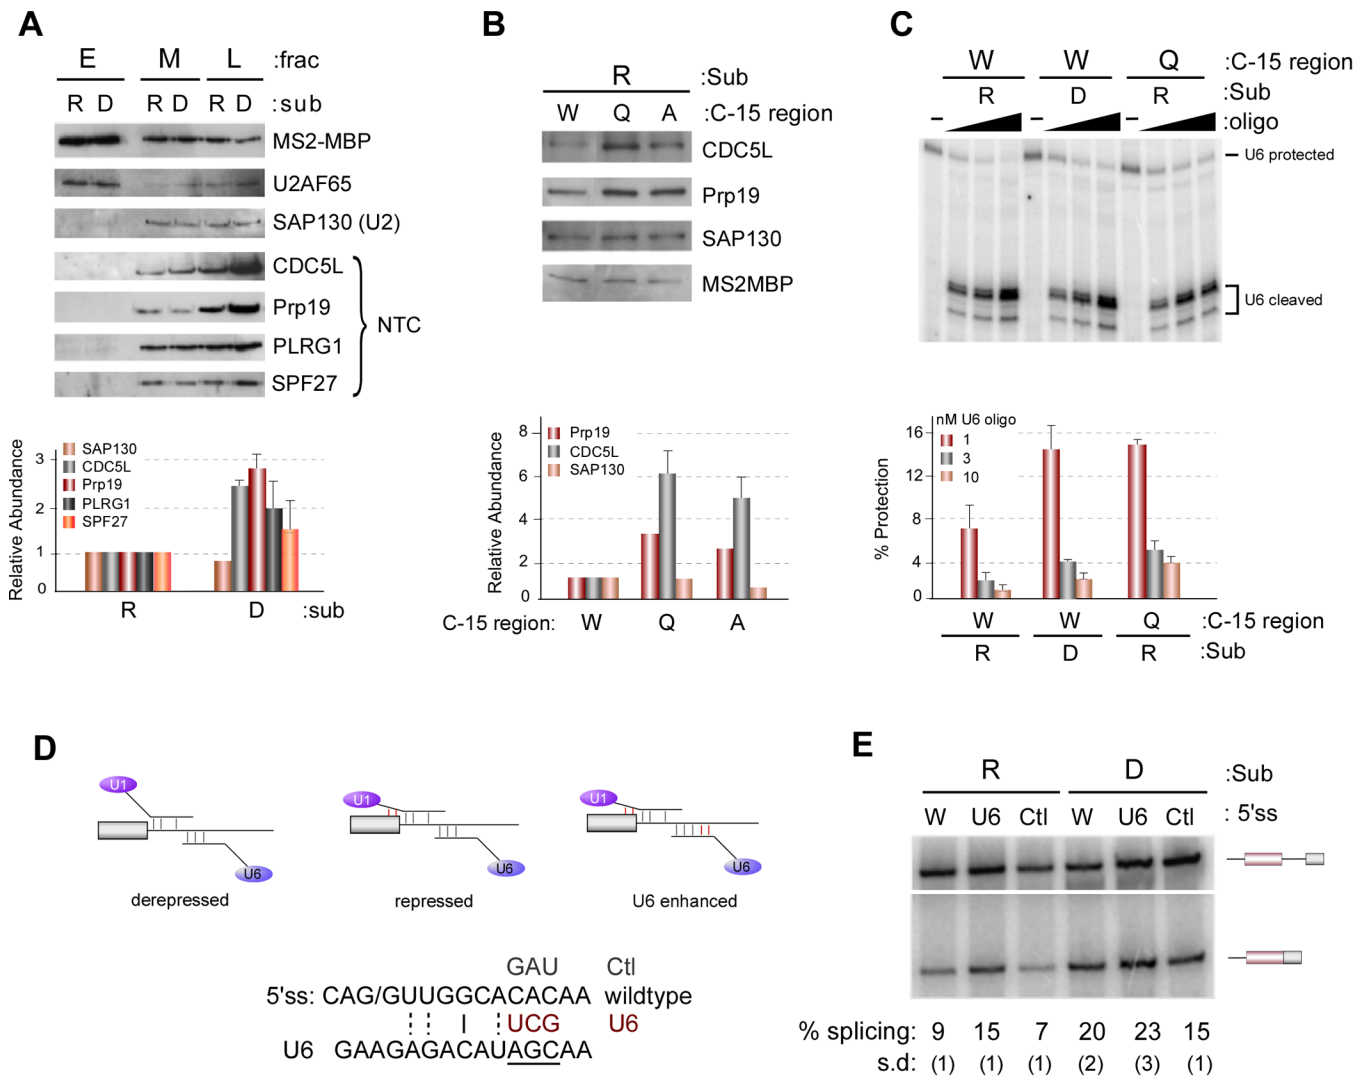 A
E M L :frac
R D R D R D :sub
MS2-MBP
U2AF65
SAP130 (U2)
CDC5L
Prp19
PLRG1
SPF27
NTC
Relative Abundance
3
2
1
0
SAP130
CDC5L
Prp19
PLRG1
SPF27
R D :sub
B
R :Sub
W Q A :C-15 region
CDC5L
Prp19
SAP130
MS2MBP
Relative Abundance
8
6
4
2
0
Prp19
CDC5L
SAP130
C-15 region: W Q A
C
W W Q :C-15 region
R D R :Sub
– – – :oligo
U6 protected
U6 cleaved
% Protection
16
12
8
4
0
nM U6 oligo
1
3
10
W W Q :C-15 region
R D R :Sub
D
U1
U6
derepressed
U1
U6
repressed
U1
U6
U6 enhanced
GAU Ctl
5'ss: CAG/GUUGGCACACAA wildtype
UCG U6
U6 GAAGAGACAUAGCAA
E
R D :Sub
W U6 Ctl W U6 Ctl : 5'ss
% splicing: 9 15 7 20 23 15
s.d: (1) (1) (1) (2) (3) (1)